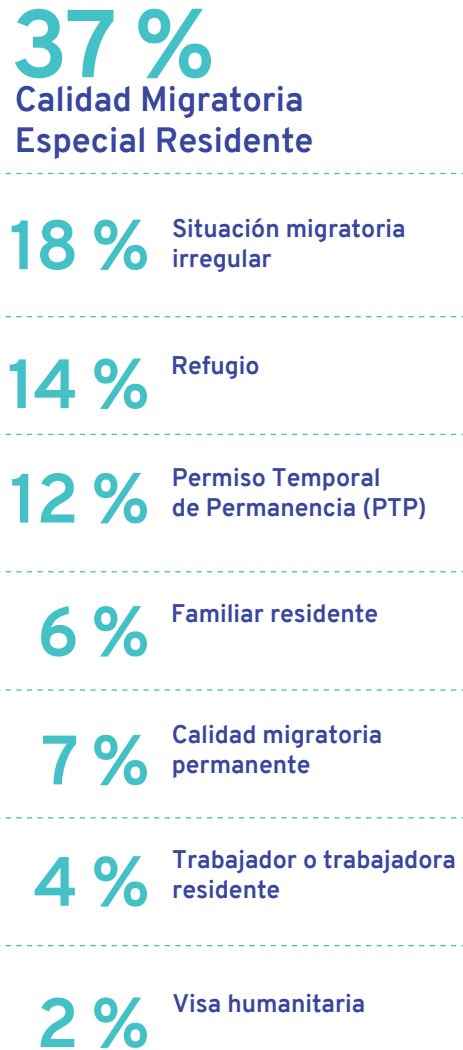 37 %
Calidad Migratoria
Especial Residente
18 %
Situación migratoria
irregular
14 %
Refugio
12 %
Permiso Temporal
de Permanencia (PTP)
6 %
Familiar residente
7 %
Calidad migratoria
permanente
4 %
Trabajador o trabajadora
residente
2 %
Visa humanitaria